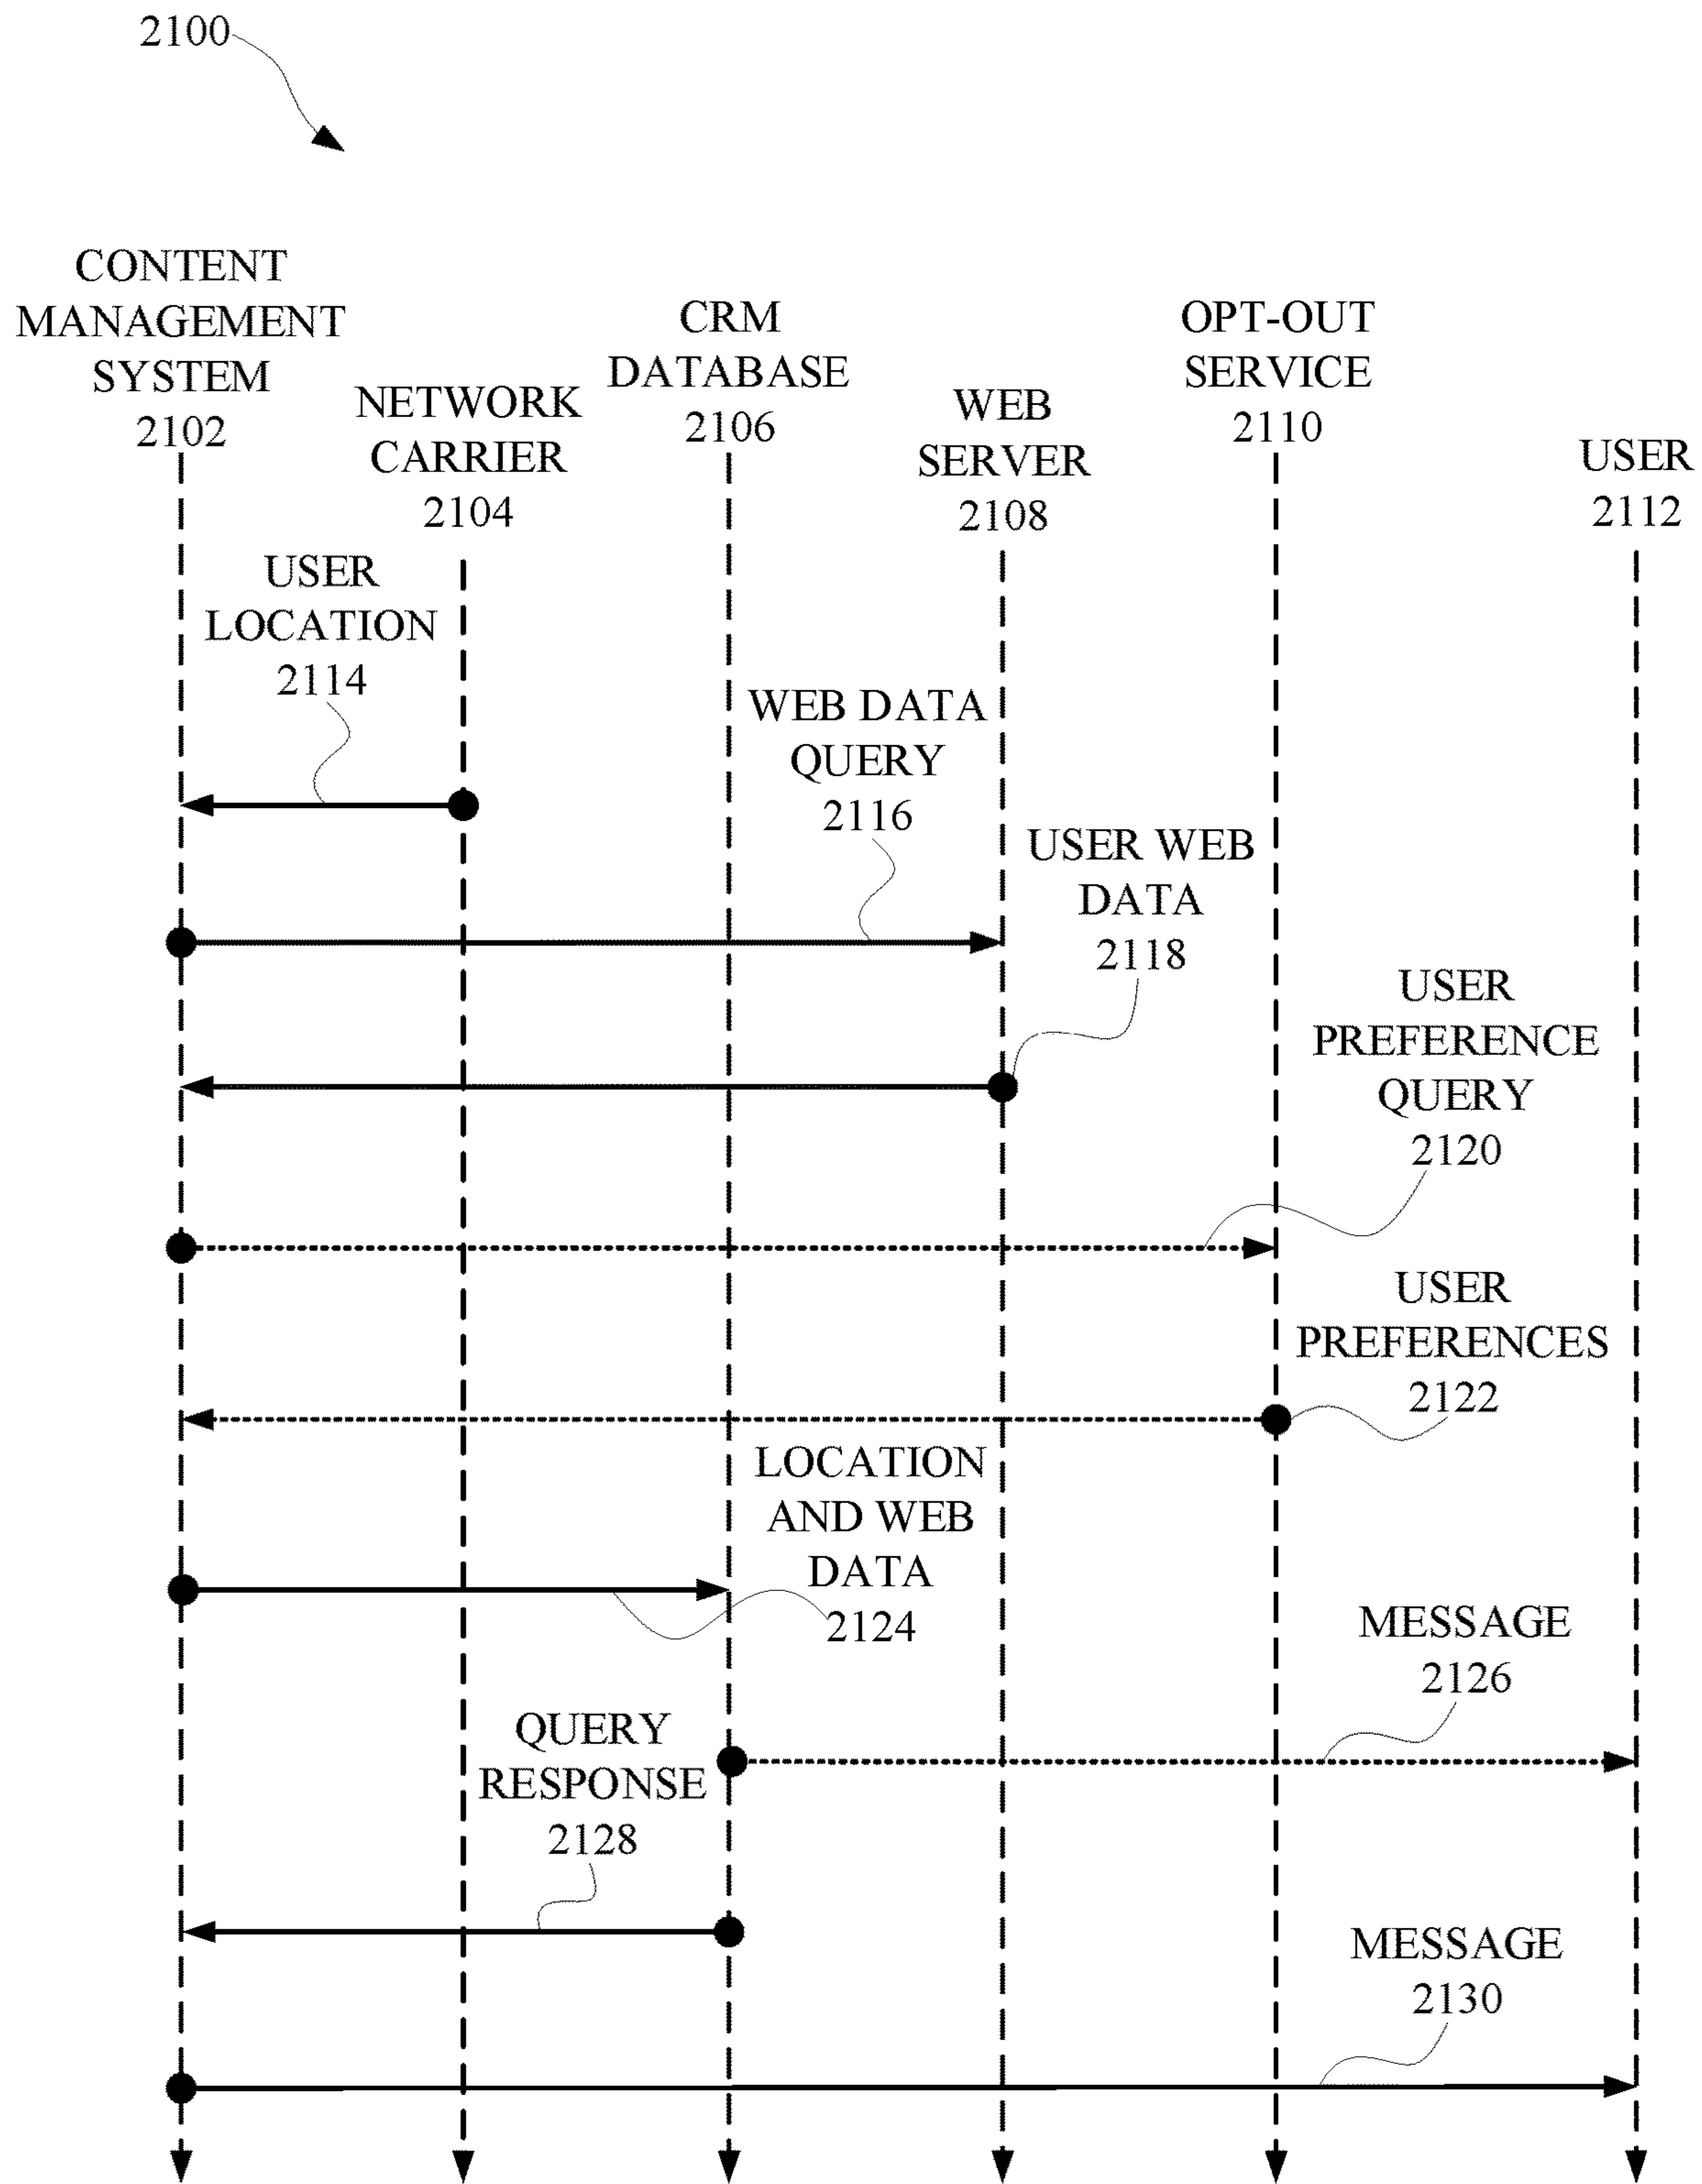 2100
CONTENT
MANAGEMENT
SYSTEM
2102
NETWORK
CARRIER
2104
CRM
DATABASE
2106
WEB
SERVER
2108
OPT-OUT
SERVICE
2110
USER
2112
USER
LOCATION
2114
WEB DATA
QUERY
2116
USER WEB
DATA
2118
USER
PREFERENCE
QUERY
2120
USER
PREFERENCES
2122
LOCATION
AND WEB
DATA
2124
MESSAGE
2126
QUERY
RESPONSE
2128
MESSAGE
2130